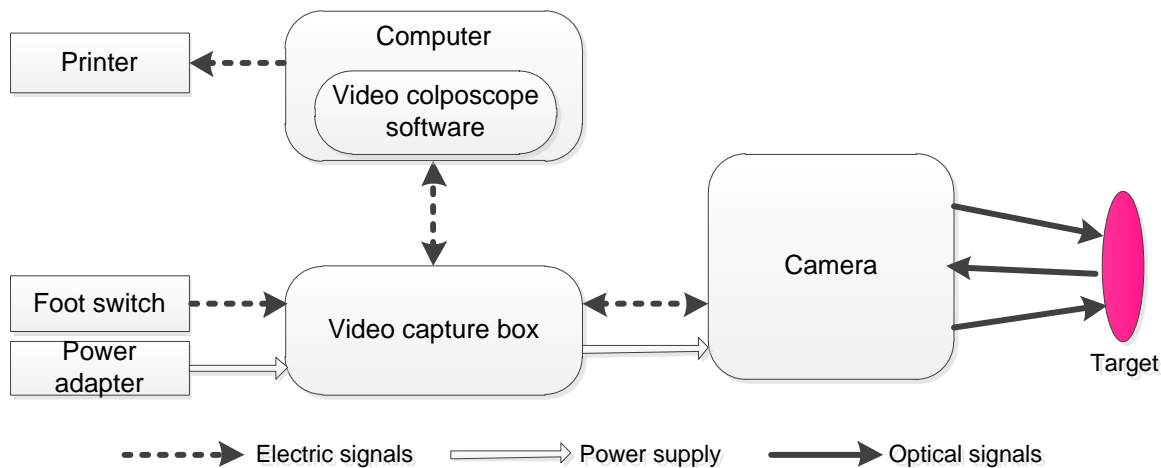 Printer
Computer
Video colposcope
software
Foot switch
Power
adapter
Video capture box
Camera
Target
Electric signals
Power supply
Optical signals